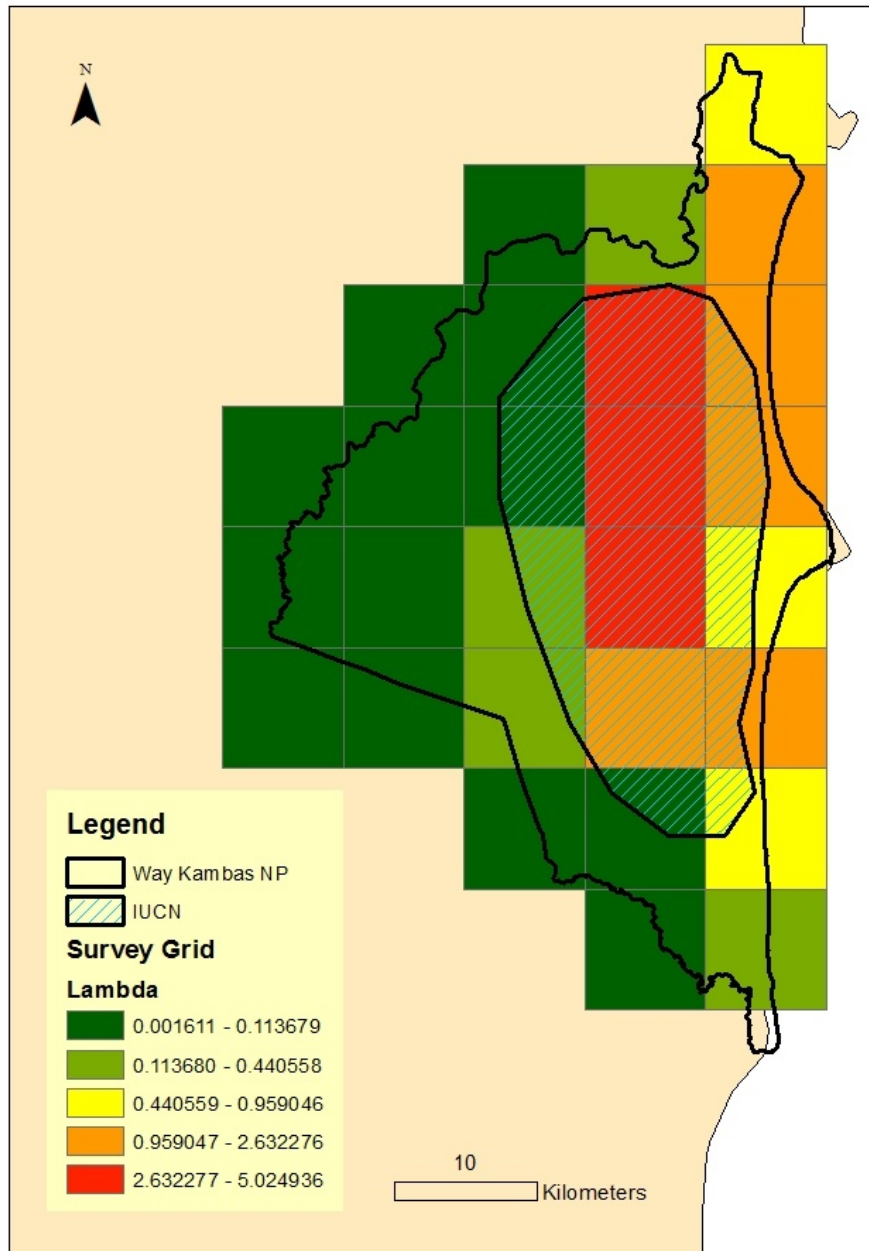 N
Legend
Way Kambas NP
IUCN
Survey Grid
Lambda
0.001611 - 0.113679
0.113680 - 0.440558
0.440559 - 0.959046
0.959047 - 2.632276
2.632277 - 5.024936
10
Kilometers